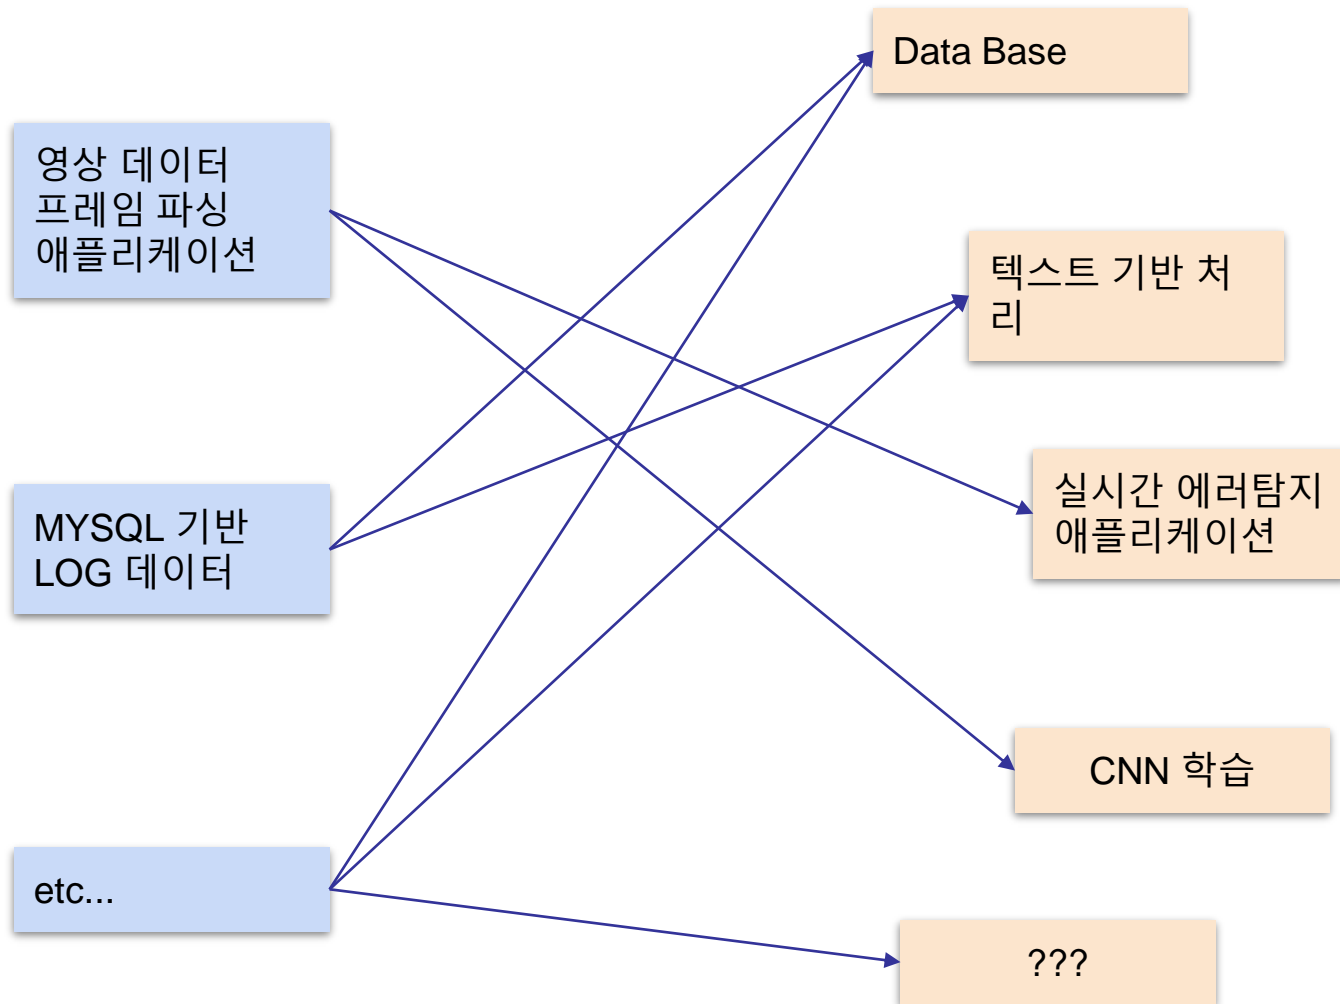 Data Base
영상 데이터
프레임 파싱
애플리케이션
텍스트 기반 처
리
실시간 에러탐지
애플리케이션
MYSQL 기반
LOG 데이터
CNN 학습
etc...
???